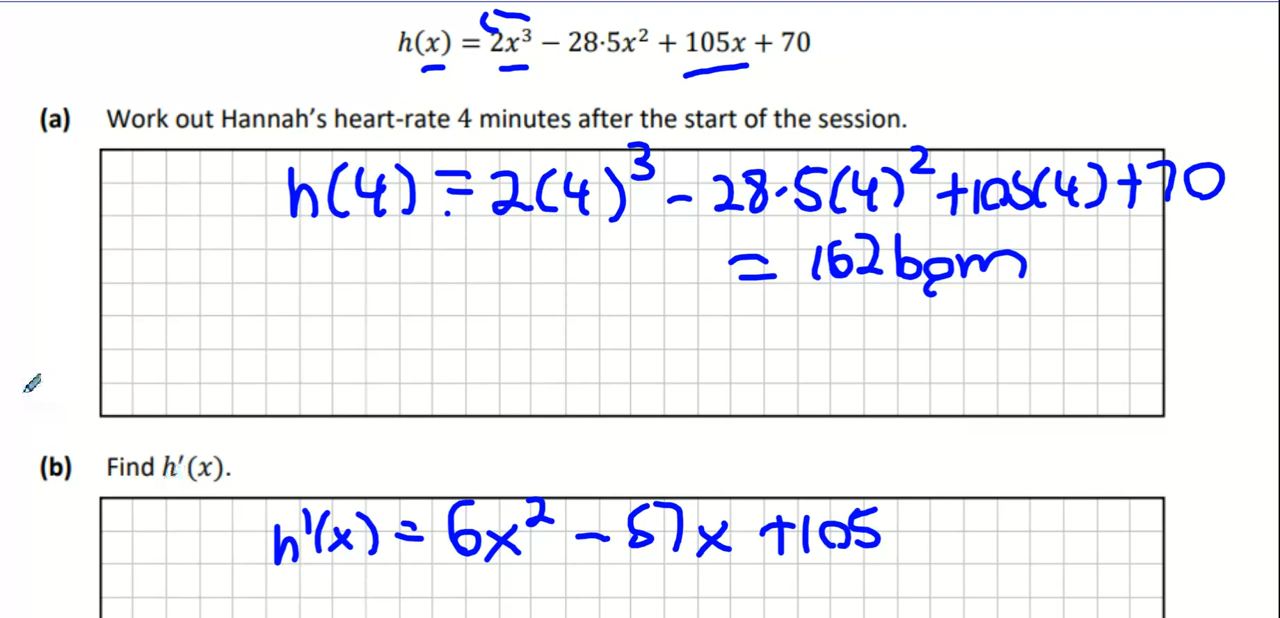 h(x) = 2x³ − 28·5x² + 105x + 70
(a) Work out Hannah's heart-rate 4 minutes after the start of the session.
h(4) = 2(4)³ − 28·5(4)² + 105(4) + 70
= 162 bpm
(b) Find h′(x).
h'(x) = 6x² − 57x + 105